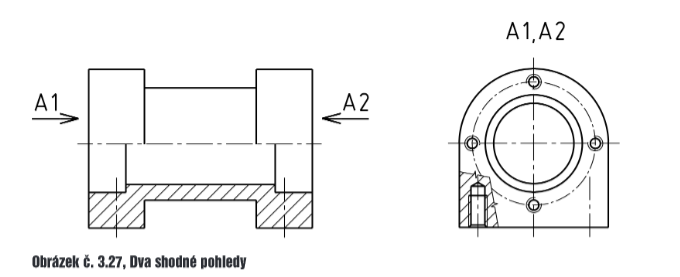 A1,A2
A1
A2
Obrázek č. 3.27, Dva shodné pohledy